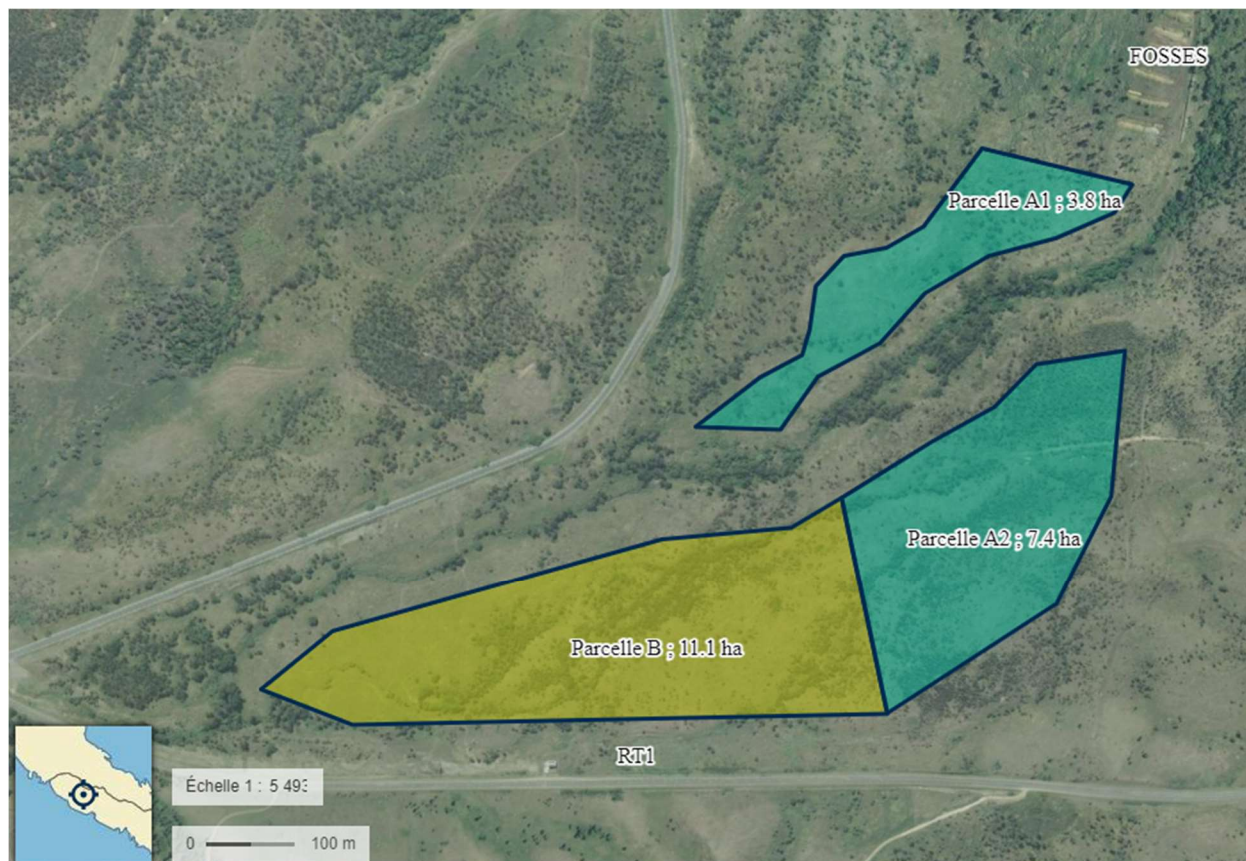 FOSSES
Parcelle A1 ; 3.8 ha
Parcelle A2 ; 7.4 ha
Parcelle B ; 11.1 ha
RT1
Échelle 1 : 5 493
0 100 m